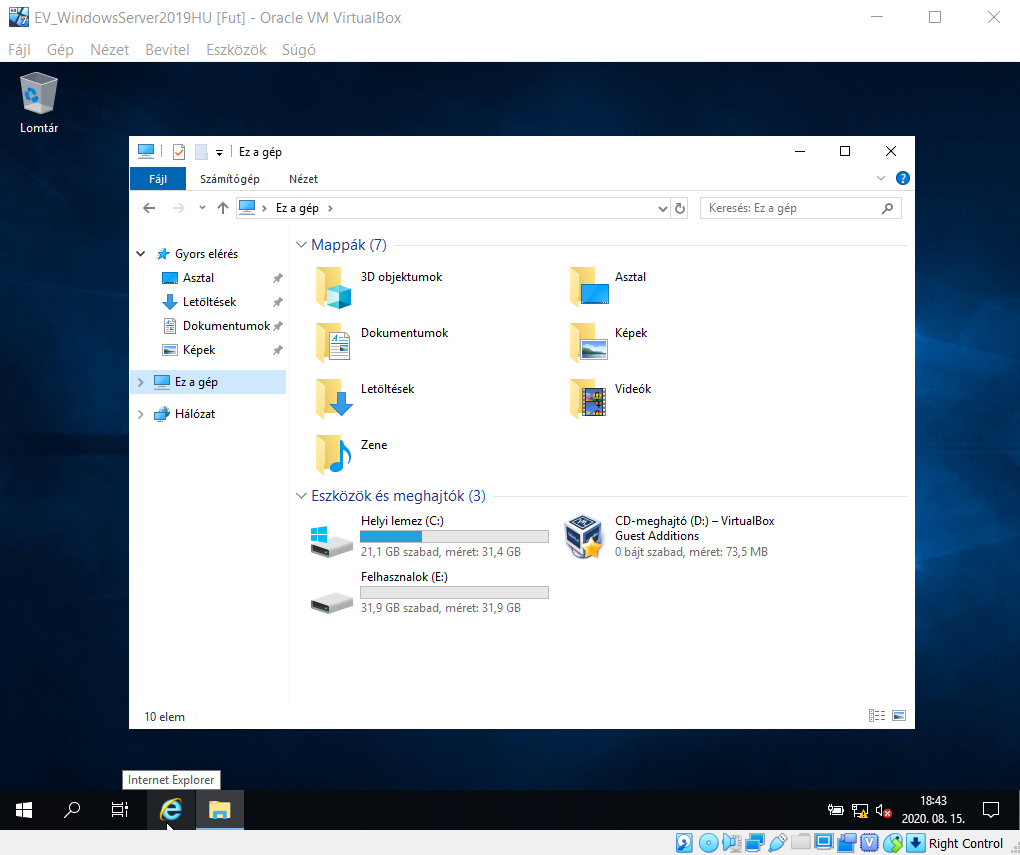 EV_WindowsServer2019HU [Fut] - Oracle VM VirtualBox
Fájl Gép Nézet Bevitel Eszközök Súgó
Lomtár
Ez a gép
Fájl Számítógép Nézet
Ez a gép
Keresés: Ez a gép
Gyors elérés
Asztal
Letöltések
Dokumentumok
Képek
Ez a gép
Hálózat
Mappák (7)
3D objektumok
Asztal
Dokumentumok
Képek
Letöltések
Videók
Zene
Eszközök és meghajtók (3)
Helyi lemez (C:)
21,1 GB szabad, méret: 31,4 GB
CD-meghajtó (D:) – VirtualBox
Guest Additions
0 bájt szabad, méret: 73,5 MB
Felhasznalok (E:)
31,9 GB szabad, méret: 31,9 GB
10 elem
Internet Explorer
18:43
2020. 08. 15.
Right Control